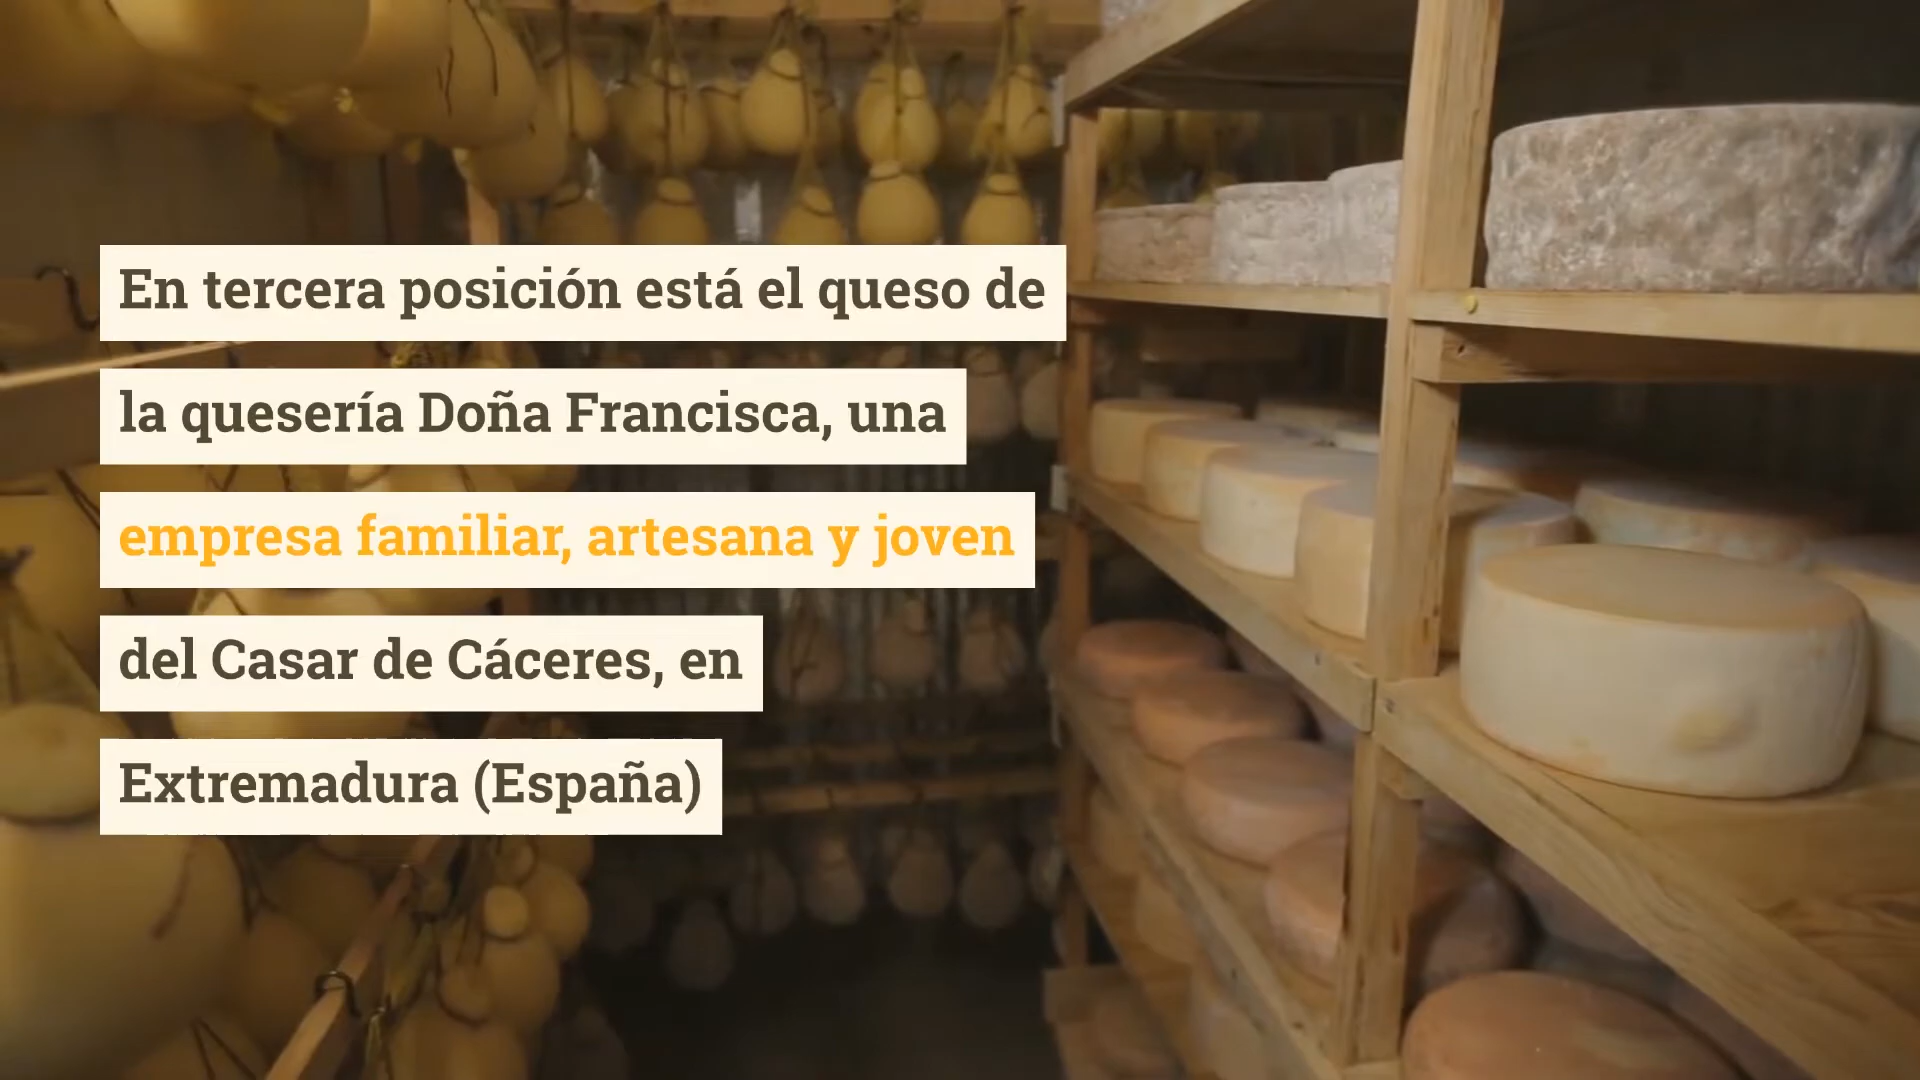 En tercera posición está el queso de
la quesería Doña Francisca, una
empresa familiar, artesana y joven
del Casar de Cáceres, en
Extremadura (España)